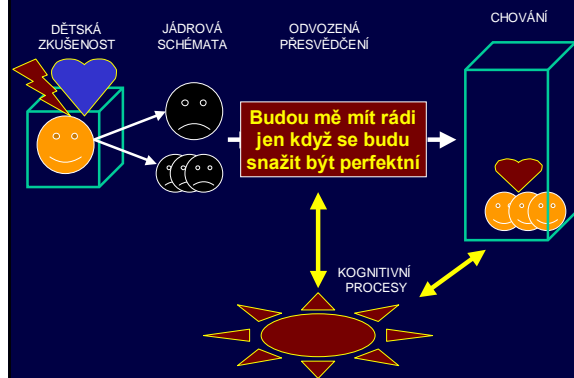 DĚTSKÁ
ZKUŠENOST
JÁDROVÁ
SCHÉMATA
ODVOZENÁ
PŘESVĚDČENÍ
CHOVÁNÍ
Budou mě mít rádi
jen když se budu
snažit být perfektní
KOGNITIVNÍ
PROCESY